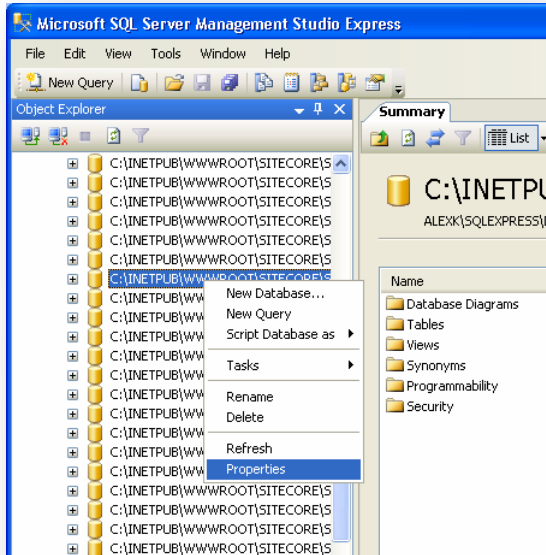 Microsoft SQL Server Management Studio Express
File Edit View Tools Window Help
New Query
Object Explorer
Summary
List
C:\INETPUB\WWWROOT\SITECORE\S
C:\INETPUB\WWWROOT\SITECORE\S
C:\INETPUB\WWWROOT\SITECORE\S
C:\INETPUB\WWWROOT\SITECORE\S
C:\INETPUB\WWWROOT\SITECORE\S
C:\INETPUB\WWWROOT\SITECORE\S
C:\INETPUB\WWWROOT\SITECORE\S
C:\INETPUB\WW
C:\INETPUB\WW
C:\INETPUB\WW
C:\INETPUB\WW
C:\INETPUB\WW
C:\INETPUB\WW
C:\INETPUB\WW
C:\INETPUB\WW
C:\INETPUB\WW
C:\INETPUB\WW
C:\INETPUB\WWWROOT\SITECORE\S
C:\INETPUB\WWWROOT\SITECORE\S
C:\INETPUB\WWWROOT\SITECORE\S
C:\INETPUB\WWWROOT\SITECORE\S
New Database...
New Query
Script Database as
Tasks
Rename
Delete
Refresh
Properties
C:\INETPU
ALEXK\SQLEXPRESS\
Name
Database Diagrams
Tables
Views
Synonyms
Programmability
Security